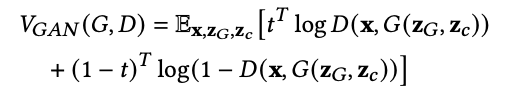 V_{GAN}(G, D) = 𝔼_{𝐱,𝐳_G,𝐳_c}[t^T log D(𝐱, G(𝐳_G, 𝐳_c))
+ (1 − t)^T log(1 − D(𝐱, G(𝐳_G, 𝐳_c))]